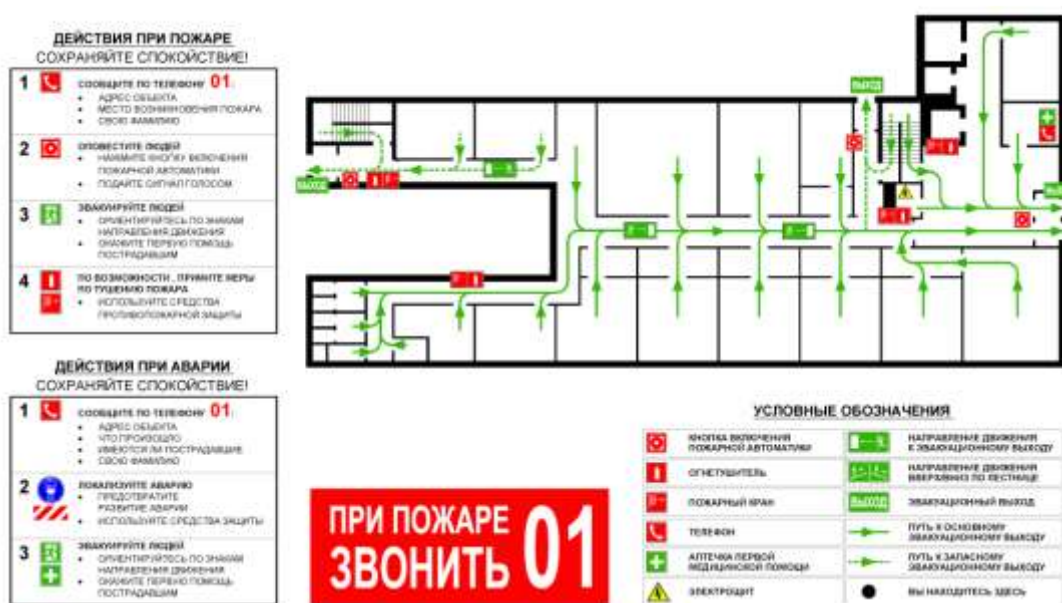 ДЕЙСТВИЯ ПРИ ПОЖАРЕ
СОХРАНЯЙТЕ СПОКОЙСТВИЕ!
1 СООБЩИТЕ ПО ТЕЛЕФОНУ 01:
• АДРЕС ОБЪЕКТА
• МЕСТО ВОЗНИКНОВЕНИЯ ПОЖАРА
• СВОЮ ФАМИЛИЮ
2 ОПОВЕСТИТЕ ЛЮДЕЙ
• НАЖМИТЕ КНОПКУ ВКЛЮЧЕНИЯ
ПОЖАРНОЙ АВТОМАТИКИ
• ПОДАЙТЕ СИГНАЛ ГОЛОСОМ
3 ЭВАКУИРУЙТЕ ЛЮДЕЙ
• ОРИЕНТИРУЙТЕСЬ ПО ЗНАКАМ
НАПРАВЛЕНИЯ ДВИЖЕНИЯ
• ОКАЖИТЕ ПЕРВУЮ ПОМОЩЬ
ПОСТРАДАВШИМ
4 ПО ВОЗМОЖНОСТИ, ПРИМИТЕ МЕРЫ
ПО ТУШЕНИЮ ПОЖАРА
• ИСПОЛЬЗУЙТЕ СРЕДСТВА
ПРОТИВОПОЖАРНОЙ ЗАЩИТЫ
ДЕЙСТВИЯ ПРИ АВАРИИ
СОХРАНЯЙТЕ СПОКОЙСТВИЕ!
1 СООБЩИТЕ ПО ТЕЛЕФОНУ 01:
• АДРЕС ОБЪЕКТА
• ЧТО ПРОИЗОШЛО
• ИМЕЮТСЯ ЛИ ПОСТРАДАВШИЕ
• СВОЮ ФАМИЛИЮ
2 ЛОКАЛИЗУЙТЕ АВАРИЮ
• ПРЕДОТВРАТИТЕ
РАЗВИТИЕ АВАРИИ
• ИСПОЛЬЗУЙТЕ СРЕДСТВА ЗАЩИТЫ
3 ЭВАКУИРУЙТЕ ЛЮДЕЙ
• ОРИЕНТИРУЙТЕСЬ ПО ЗНАКАМ
НАПРАВЛЕНИЯ ДВИЖЕНИЯ
• ОКАЖИТЕ ПЕРВУЮ ПОМОЩЬ
ПОСТРАДАВШИМ
ВЫХОД
ВЫХОД
ПРИ ПОЖАРЕ
ЗВОНИТЬ 01
УСЛОВНЫЕ ОБОЗНАЧЕНИЯ
КНОПКА ВКЛЮЧЕНИЯ
ПОЖАРНОЙ АВТОМАТИКИ
ОГНЕТУШИТЕЛЬ
ПОЖАРНЫЙ КРАН
ТЕЛЕФОН
АПТЕЧКА ПЕРВОЙ
МЕДИЦИНСКОЙ ПОМОЩИ
ЭЛЕКТРОЩИТ
НАПРАВЛЕНИЕ ДВИЖЕНИЯ
К ЭВАКУАЦИОННОМУ ВЫХОДУ
НАПРАВЛЕНИЕ ДВИЖЕНИЯ
ВВЕРХ/ВНИЗ ПО ЛЕСТНИЦЕ
ВЫХОД ЭВАКУАЦИОННЫЙ ВЫХОД
ПУТЬ К ОСНОВНОМУ
ЭВАКУАЦИОННОМУ ВЫХОДУ
ПУТЬ К ЗАПАСНОМУ
ЭВАКУАЦИОННОМУ ВЫХОДУ
ВЫ НАХОДИТЕСЬ ЗДЕСЬ